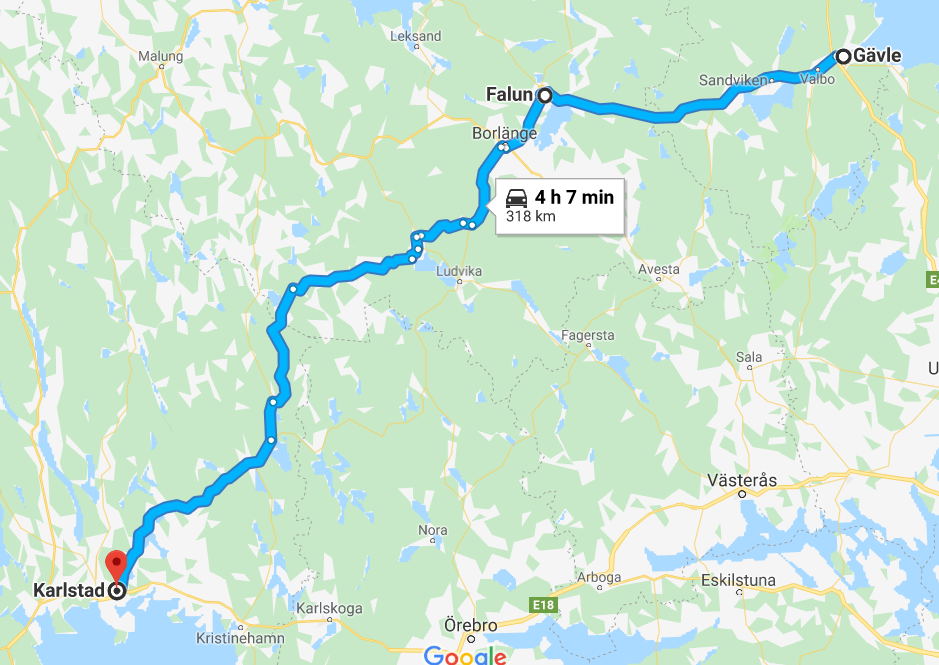 Leksand
Malung
Gävle
Sandviken
Valbo
Falun
Borlänge
4 h 7 min
318 km
Ludvika
Avesta
E4
Fagersta
Sala
U
Västerås
Nora
Arboga
Eskilstuna
Karlstad
Karlskoga
E18
Kristinehamn
Örebro
Google